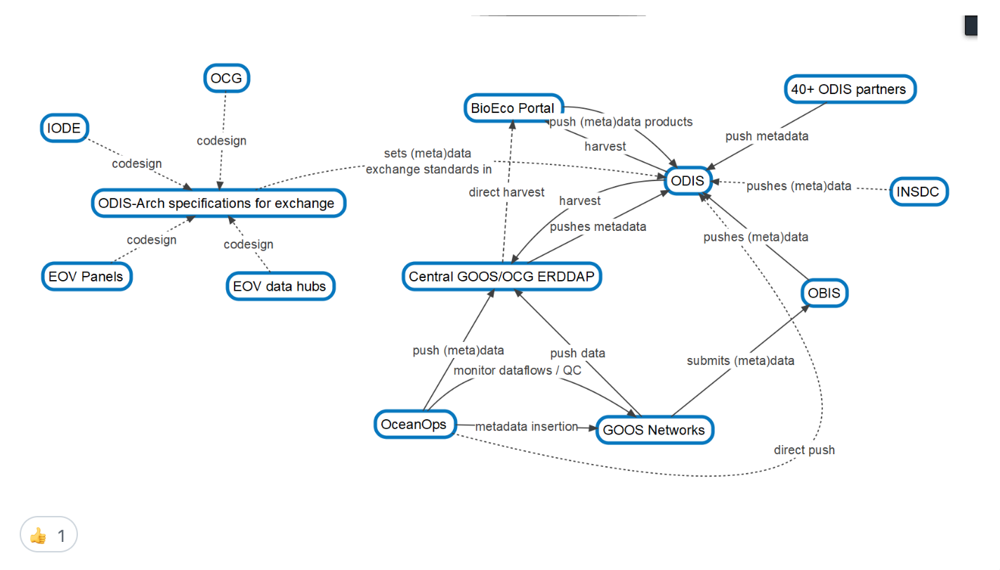 OCG
40+ ODIS partners
BioEco Portal
IODE
push (meta)data products
push metadata
codesign
harvest
codesign
sets (meta)data
exchange standards in
ODIS
pushes (meta)data
INSDC
direct harvest
ODIS-Arch specifications for exchange
harvest
pushes metadata
codesign
codesign
pushes (meta)data
EOV Panels
EOV data hubs
Central GOOS/OCG ERDDAP
OBIS
push (meta)data
push data
submits (meta)data
monitor dataflows / QC
OceanOps
metadata insertion
GOOS Networks
direct push
👍 1